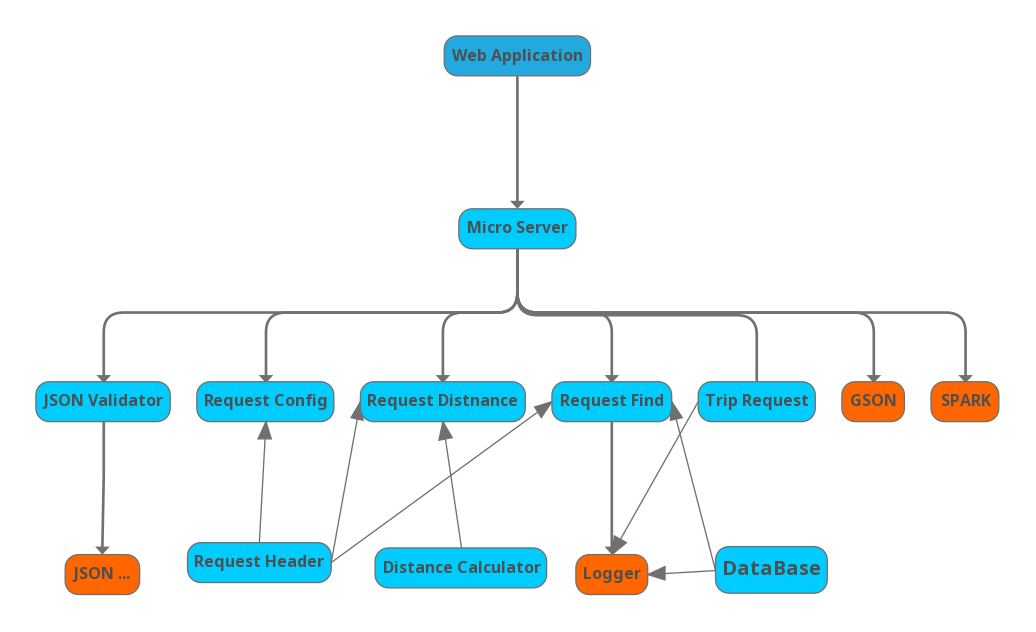 Web Application
Micro Server
JSON Validator
Request Config
Request Distnance
Request Find
Trip Request
GSON
SPARK
Request Header
Distance Calculator
JSON ...
Logger
DataBase